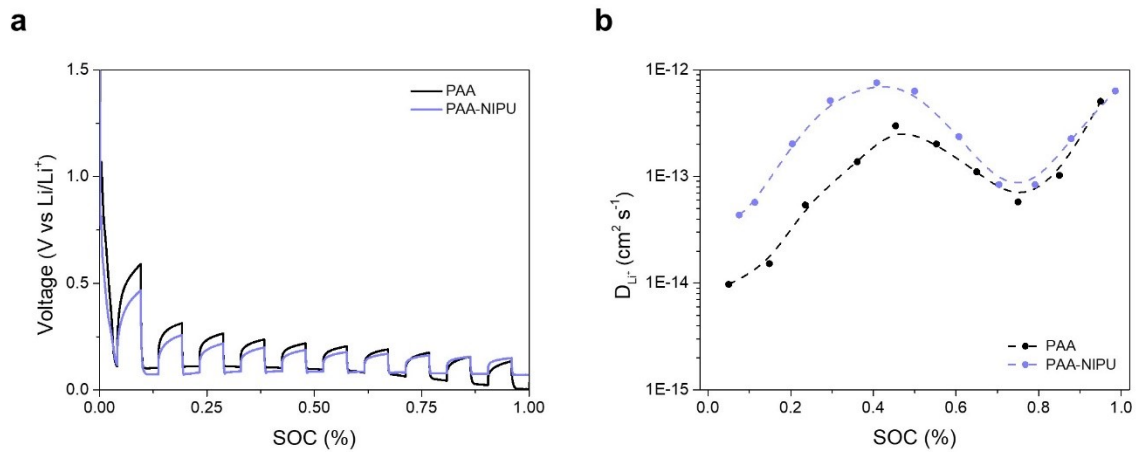 a
1.5
1.0
0.5
0.0
Voltage (V vs Li/Li⁺)
PAA
PAA-NIPU
0.00
0.25
0.50
0.75
1.00
SOC (%)
b
1E-12
1E-13
1E-14
1E-15
D_Li⁻ (cm² s⁻¹)
PAA
PAA-NIPU
0.0
0.2
0.4
0.6
0.8
1.0
SOC (%)